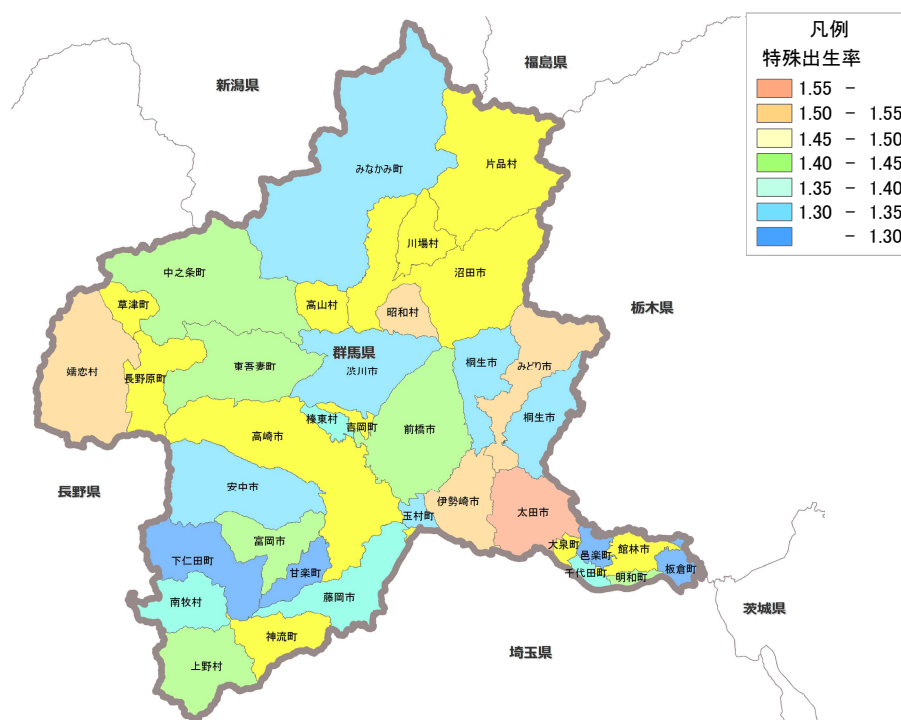 凡例
特殊出生率
1.55 -
1.50 - 1.55
1.45 - 1.50
1.40 - 1.45
1.35 - 1.40
1.30 - 1.35
- 1.30
新潟県
福島県
栃木県
長野県
茨城県
埼玉県
群馬県
みなかみ町
片品村
川場村
沼田市
中之条町
草津町
高山村
昭和村
嬬恋村
長野原町
東吾妻町
渋川市
桐生市
みどり市
桐生市
榛東村
吉岡町
前橋市
高崎市
安中市
玉村町
伊勢崎市
太田市
大泉町
邑楽町
館林市
板倉町
千代田町
明和町
下仁田町
富岡市
甘楽町
藤岡市
南牧村
神流町
上野村